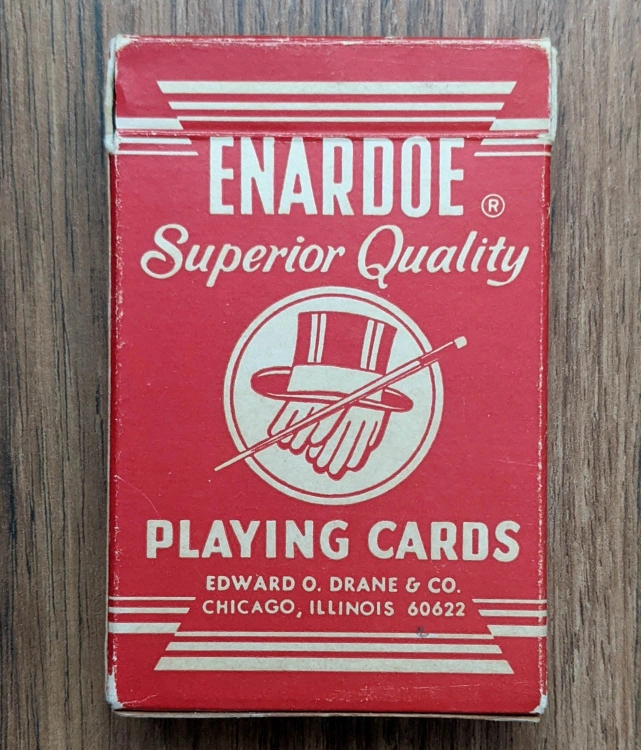 ENARDOE ®
Superior Quality
PLAYING CARDS
EDWARD O. DRANE & CO.
CHICAGO, ILLINOIS 60622